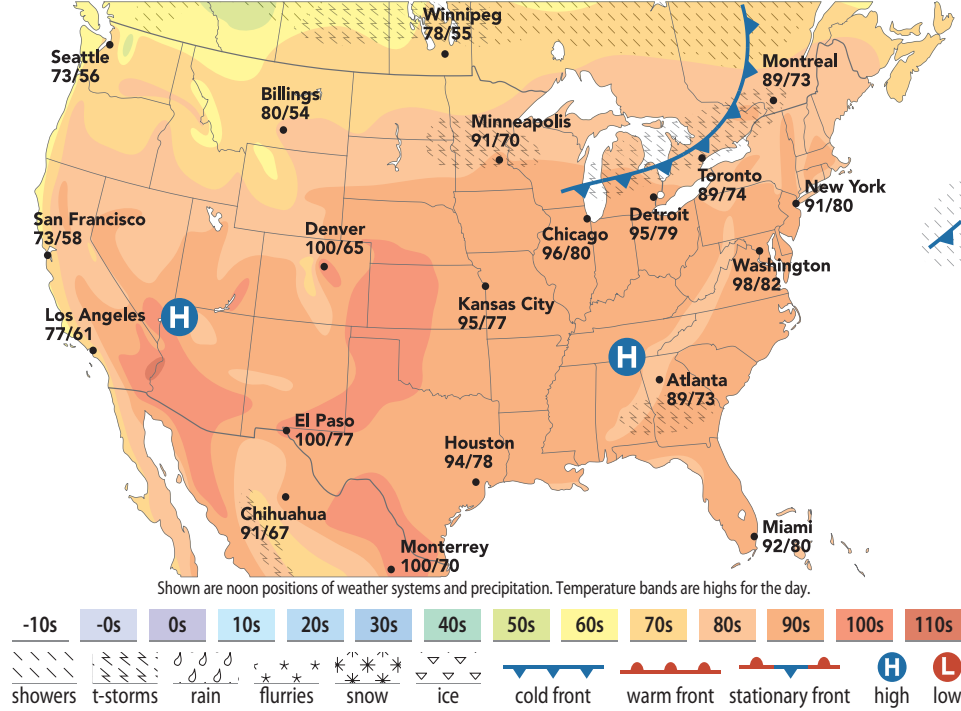 Winnipeg
78/55
Seattle
73/56
Montreal
89/73
Billings
80/54
Minneapolis
91/70
Toronto
89/74
New York
91/80
San Francisco
73/58
Denver
100/65
Chicago
96/80
Detroit
95/79
Washington
98/82
Kansas City
95/77
Los Angeles
77/61
H
H
Atlanta
89/73
El Paso
100/77
Houston
94/78
Chihuahua
91/67
Miami
92/80
Monterrey
100/70
Shown are noon positions of weather systems and precipitation. Temperature bands are highs for the day.
-10s -0s 0s 10s 20s 30s 40s 50s 60s 70s 80s 90s 100s 110s
H L
showers t-storms rain flurries snow ice cold front warm front stationary front high low